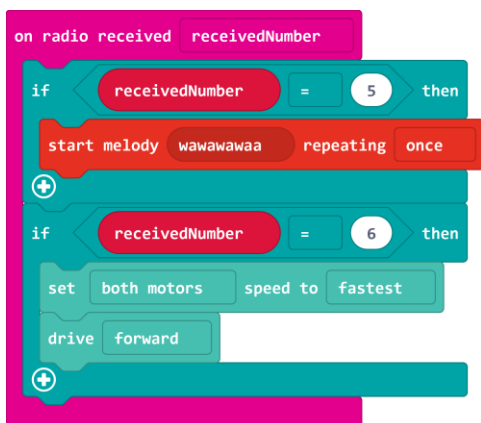 on radio received receivedNumber
if receivedNumber = 5 then
start melody wawawawaa repeating once
if receivedNumber = 6 then
set both motors speed to fastest
drive forward